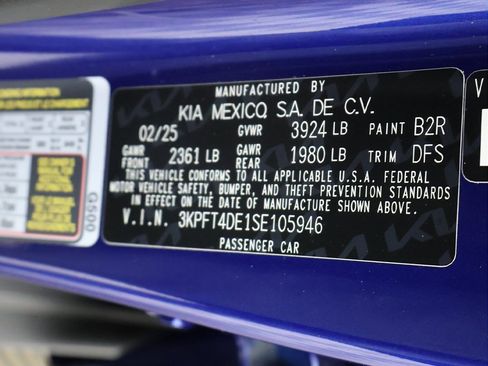 MANUFACTURED BY
KIA MEXICO, S.A. DE C.V.
02/25 GVWR 3924 LB PAINT B2R
GAWR FRONT 2361 LB GAWR REAR 1980 LB TRIM DFS
THIS VEHICLE CONFORMS TO ALL APPLICABLE U.S.A. FEDERAL
MOTOR VEHICLE SAFETY, BUMPER, AND THEFT PREVENTION STANDARDS
IN EFFECT ON THE DATE OF MANUFACTURE SHOWN ABOVE.
V.I.N. 3KPFT4DE1SE105946
PASSENGER CAR
G500
V